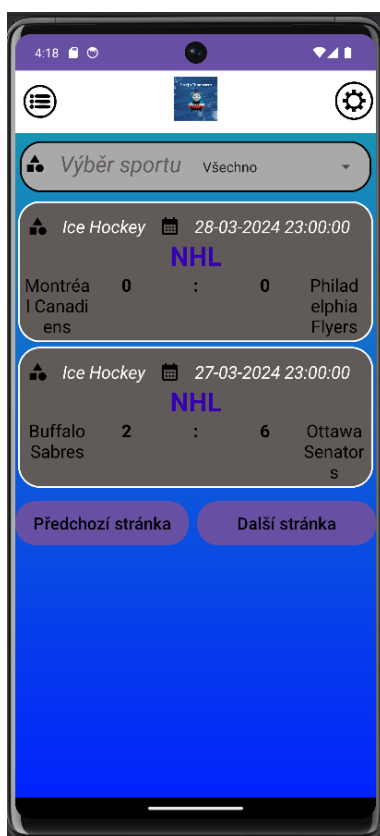 4:18
Výběr sportu Všechno
Ice Hockey 28-03-2024 23:00:00
NHL
Montréa 0 : 0 Philad
l Canadi elphia
ens Flyers
Ice Hockey 27-03-2024 23:00:00
NHL
Buffalo 2 : 6 Ottawa
Sabres Senator
s
Předchozí stránka Další stránka